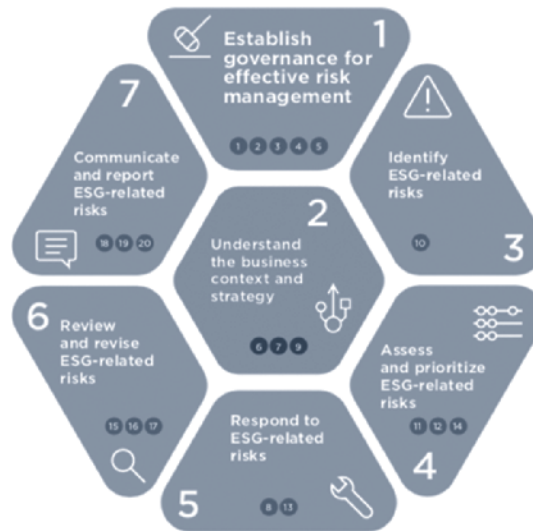 1
Establish
governance for
effective risk
management
1 2 3 4 5
2
Understand
the business
context and
strategy
6 7 9
Identify
ESG-related
risks
10
3
Assess
and prioritize
ESG-related
risks
11 12 14
4
Respond to
ESG-related
risks
8 13
5
6
Review
and revise
ESG-related
risks
15 16 17
7
Communicate
and report
ESG-related
risks
18 19 20